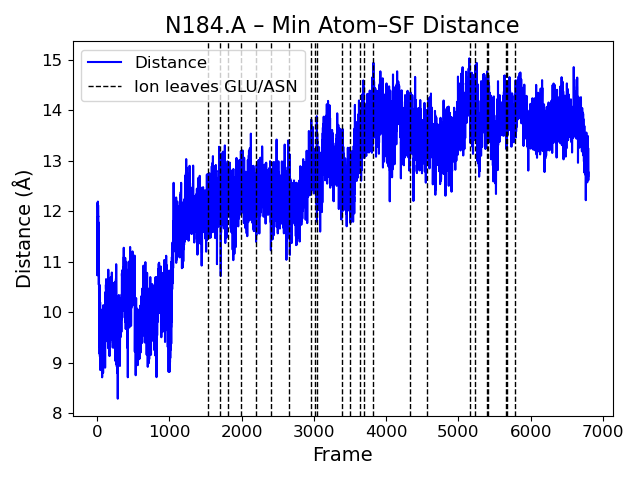 N184.A – Min Atom–SF Distance
Distance
Ion leaves GLU/ASN
Distance (Å)
15
14
13
12
11
10
9
8
0 1000 2000 3000 4000 5000 6000 7000
Frame